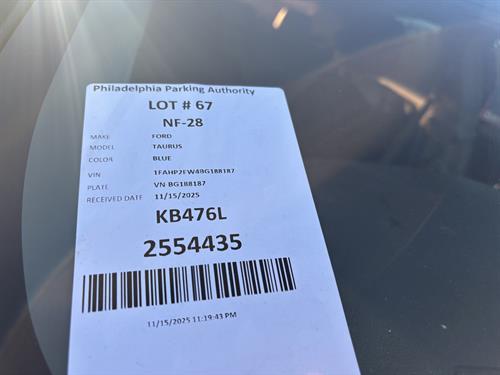 Philadelphia Parking Authority
LOT # 67
NF-28
MAKE FORD
MODEL TAURUS
COLOR BLUE
VIN 1FAHP2FW4BG188187
PLATE VN-BG188187
RECEIVED DATE 11/15/2025
KB476L
2554435
11/15/2025 11:19:43 PM